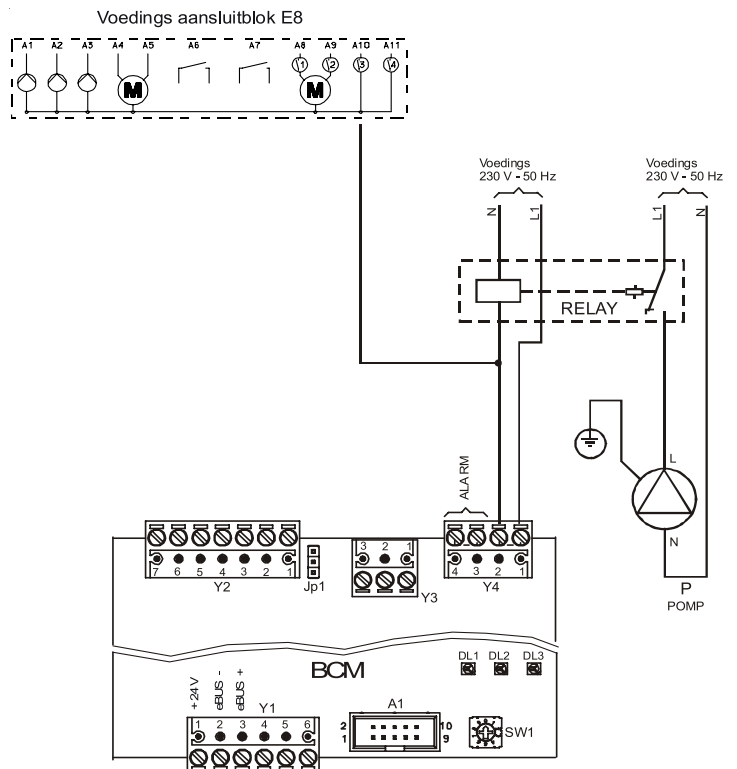 Voedings aansluitblok E8
A1 A2 A3 A4 A5 A6 A7 A8 A9 A10 A11
1 2 3 4
M M
Voedings
230 V - 50 Hz
Voedings
230 V - 50 Hz
N L1 L1 N
RELAY
ALA RM
L
N
P
POMP
7 6 5 4 3 2 1
Y2
Jp1
3 2 1
Y3
4 3 2 1
Y4
BCM
DL1 DL2 DL3
+24V
eBUS -
eBUS +
Y1
1 2 3 4 5 6
A1
2 10
1 9
SW1